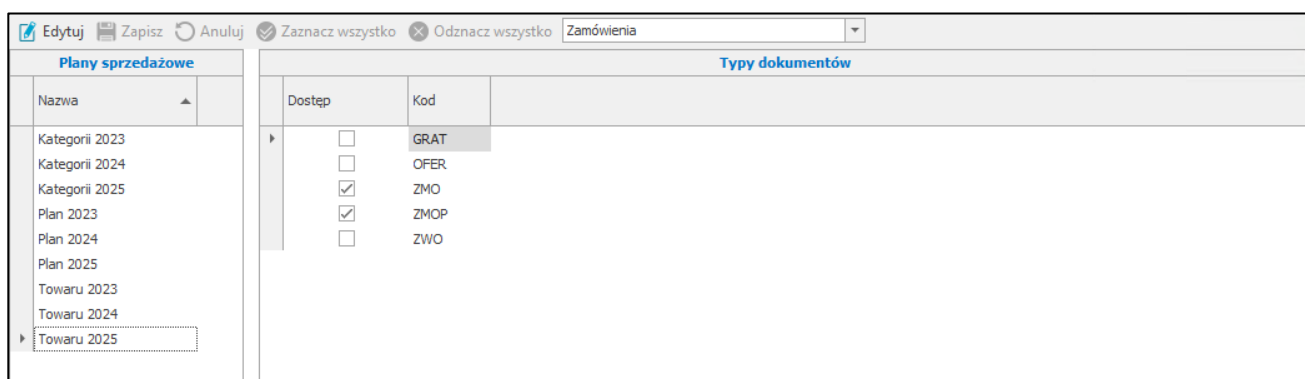 Edytuj Zapisz Anuluj Zaznacz wszystko Odznacz wszystko Zamówienia
Plany sprzedażowe
Nazwa
Kategorii 2023
Kategorii 2024
Kategorii 2025
Plan 2023
Plan 2024
Plan 2025
Towaru 2023
Towaru 2024
Towaru 2025
Typy dokumentów
Dostęp Kod
GRAT
OFER
ZMO
ZMOP
ZWO